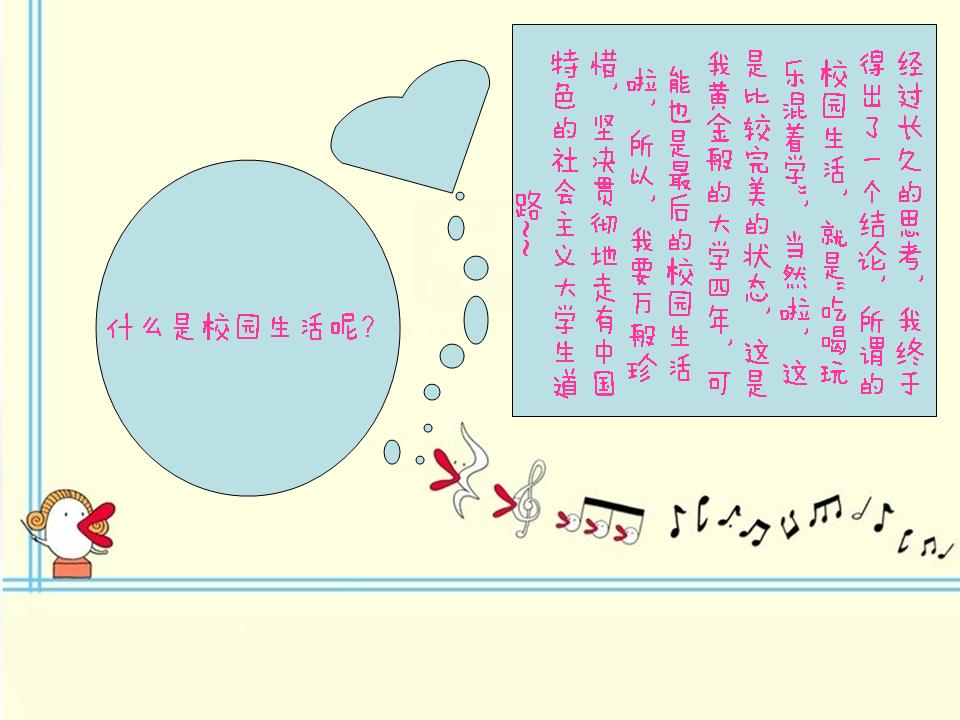 什么是校园生活呢？
经过长久的思考，我终于
得出了一个结论，所谓的
校园生活，就是“吃喝玩
乐混着学”，当然啦，这
是比较完美的状态，这是
我黄金般的大学四年，可
能也是最后的校园生活
啦，所以，我要万般珍
惜，坚决贯彻地走有中国
特色的社会主义大学生道
路~~